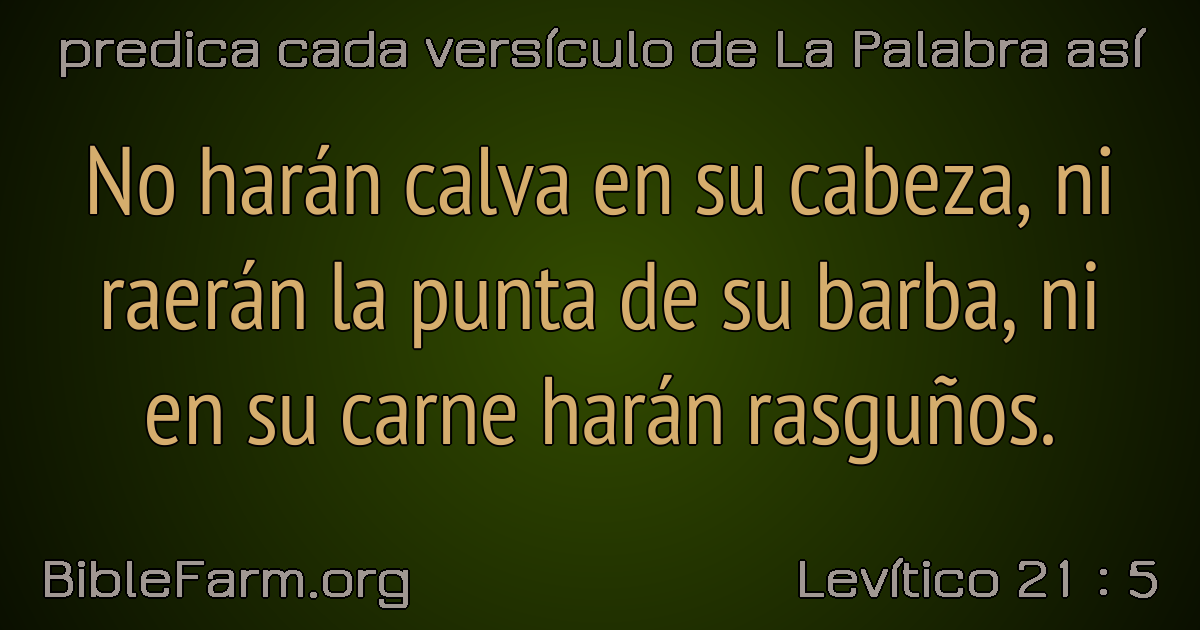 predica cada versículo de La Palabra así
No harán calva en su cabeza, ni
raerán la punta de su barba, ni
en su carne harán rasguños.
BibleFarm.org
Levítico 21 : 5